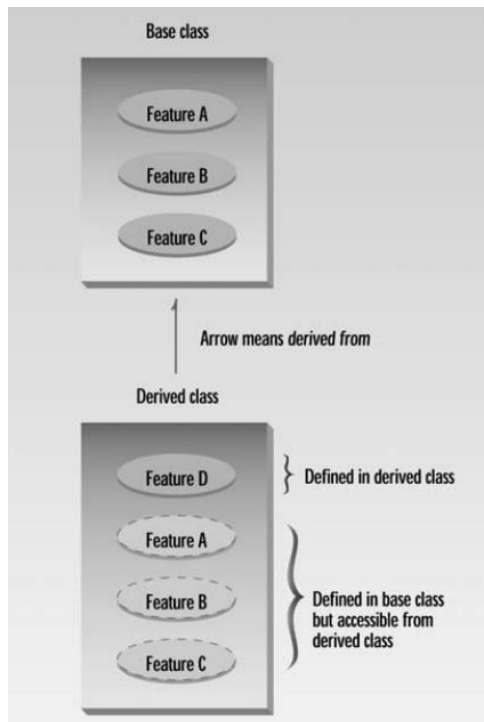 Base class
Feature A
Feature B
Feature C
Arrow means derived from
Derived class
Feature D
Defined in derived class
Feature A
Feature B
Feature C
Defined in base class
but accessible from
derived class